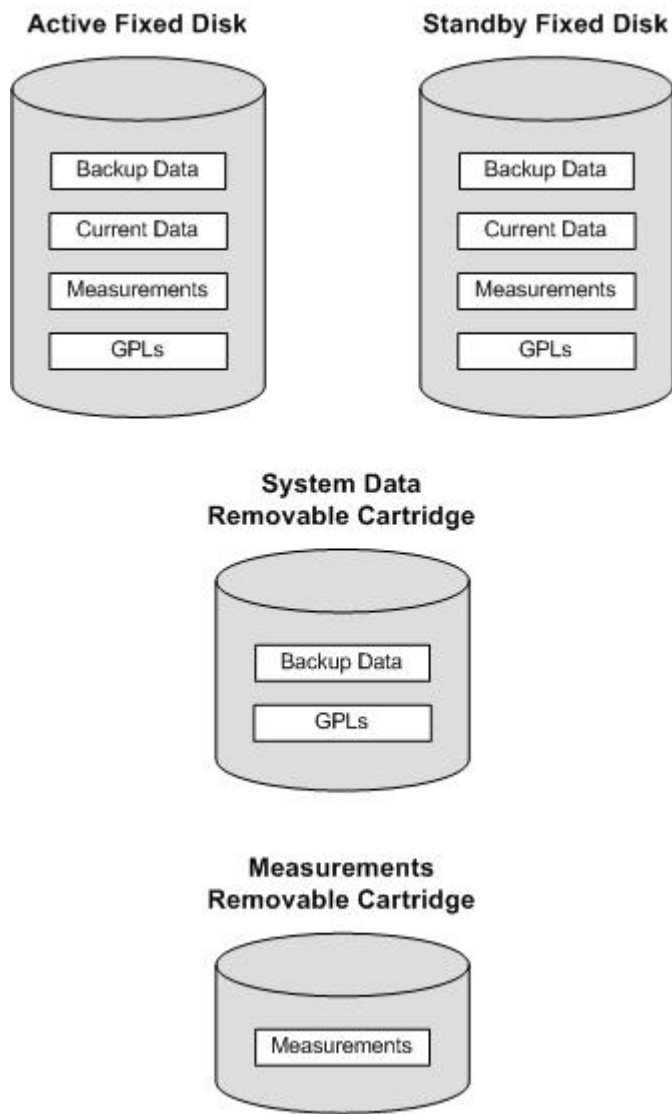 Active Fixed Disk
Backup Data
Current Data
Measurements
GPLs
Standby Fixed Disk
Backup Data
Current Data
Measurements
GPLs
System Data
Removable Cartridge
Backup Data
GPLs
Measurements
Removable Cartridge
Measurements